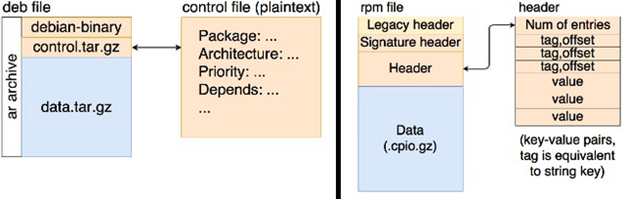 deb file
debian-binary
control.tar.gz
ar archive
data.tar.gz
control file (plaintext)
Package: ...
Architecture: ...
Priority: ...
Depends: ...
...
rpm file
Legacy header
Signature header
Header
Data
(.cpio.gz)
header
Num of entries
tag,offset
tag,offset
tag,offset
value
value
value
(key-value pairs,
tag is equivalent
to string key)